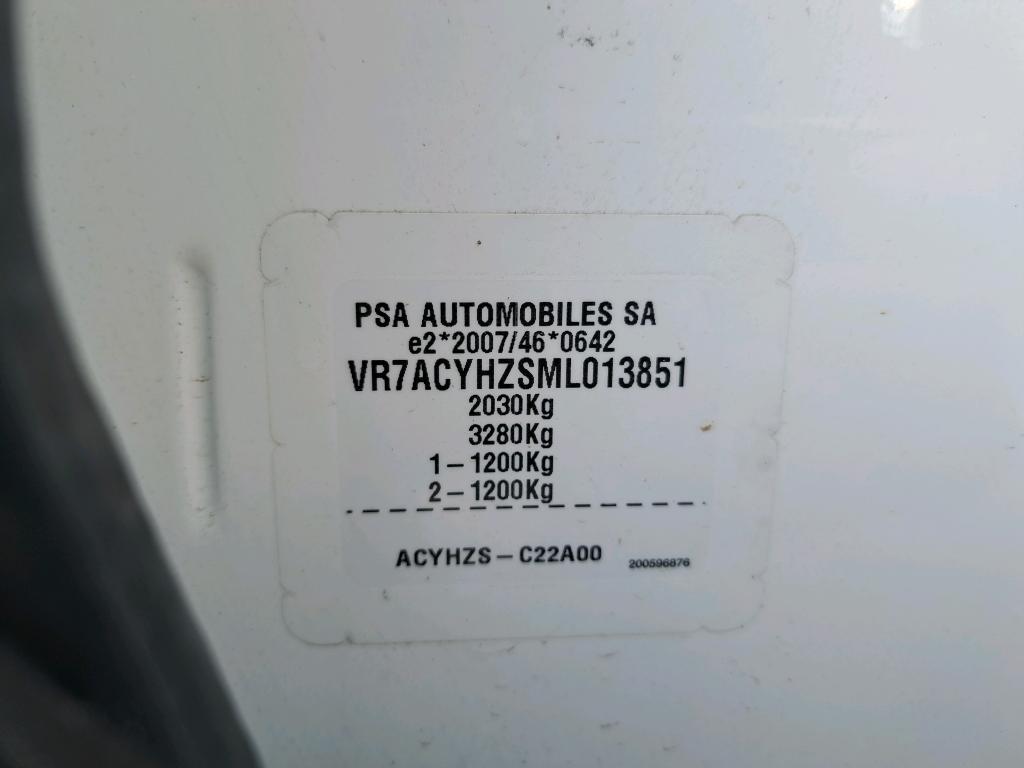 PSA AUTOMOBILES SA
e2*2007/46*0642
VR7ACYHZSML013851
2030Kg
3280Kg
1-1200Kg
2-1200Kg
ACYHZS-C22A00 200596876